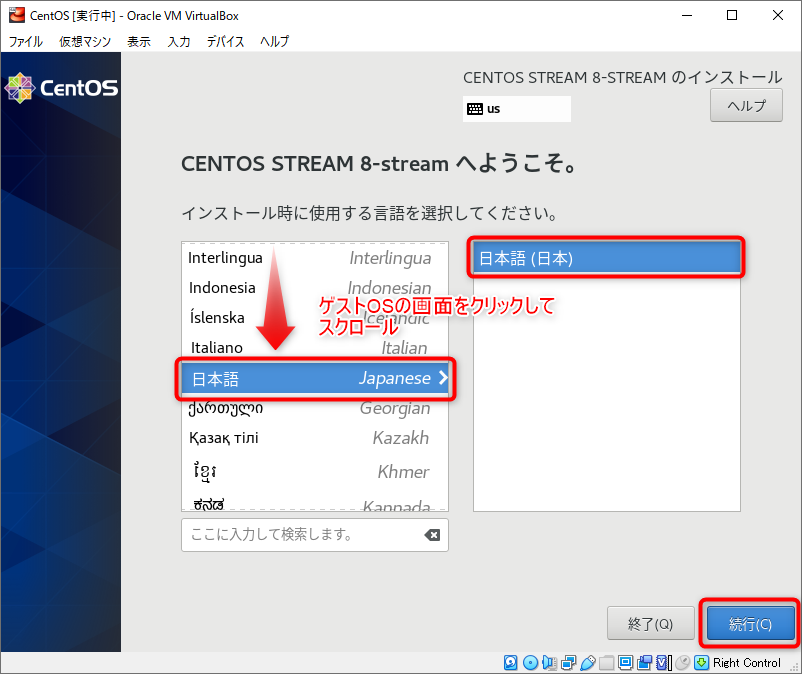 CentOS [実行中] - Oracle VM VirtualBox
ファイル 仮想マシン 表示 入力 デバイス ヘルプ
CentOS
CENTOS STREAM 8-STREAM のインストール
us
ヘルプ
CENTOS STREAM 8-stream へようこそ。
インストール時に使用する言語を選択してください。
Interlingua Interlingua
Indonesia Indonesian
Íslenska Icelandic
Italiano Italian
日本語 Japanese
ქართული Georgian
Қазақ тілі Kazakh
ខ្មែរ Khmer
ಕನ್ನಡ Kannada
日本語 (日本)
ゲストOSの画面をクリックして
スクロール
ここに入力して検索します。
終了(Q)
続行(C)
Right Control